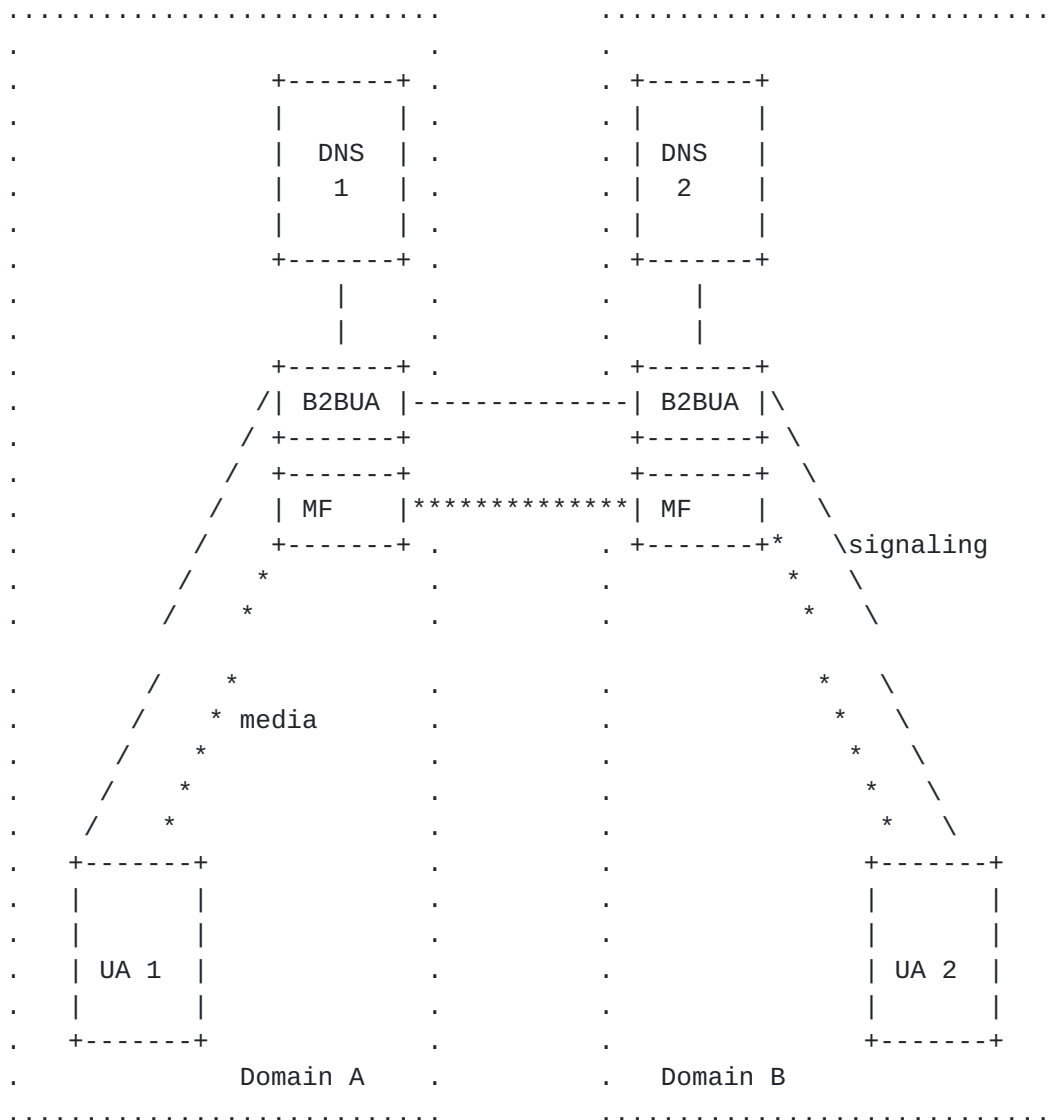 DNS DNS
1 2
B2BUA B2BUA
MF MF
signaling
media
UA 1 UA 2
Domain A Domain B